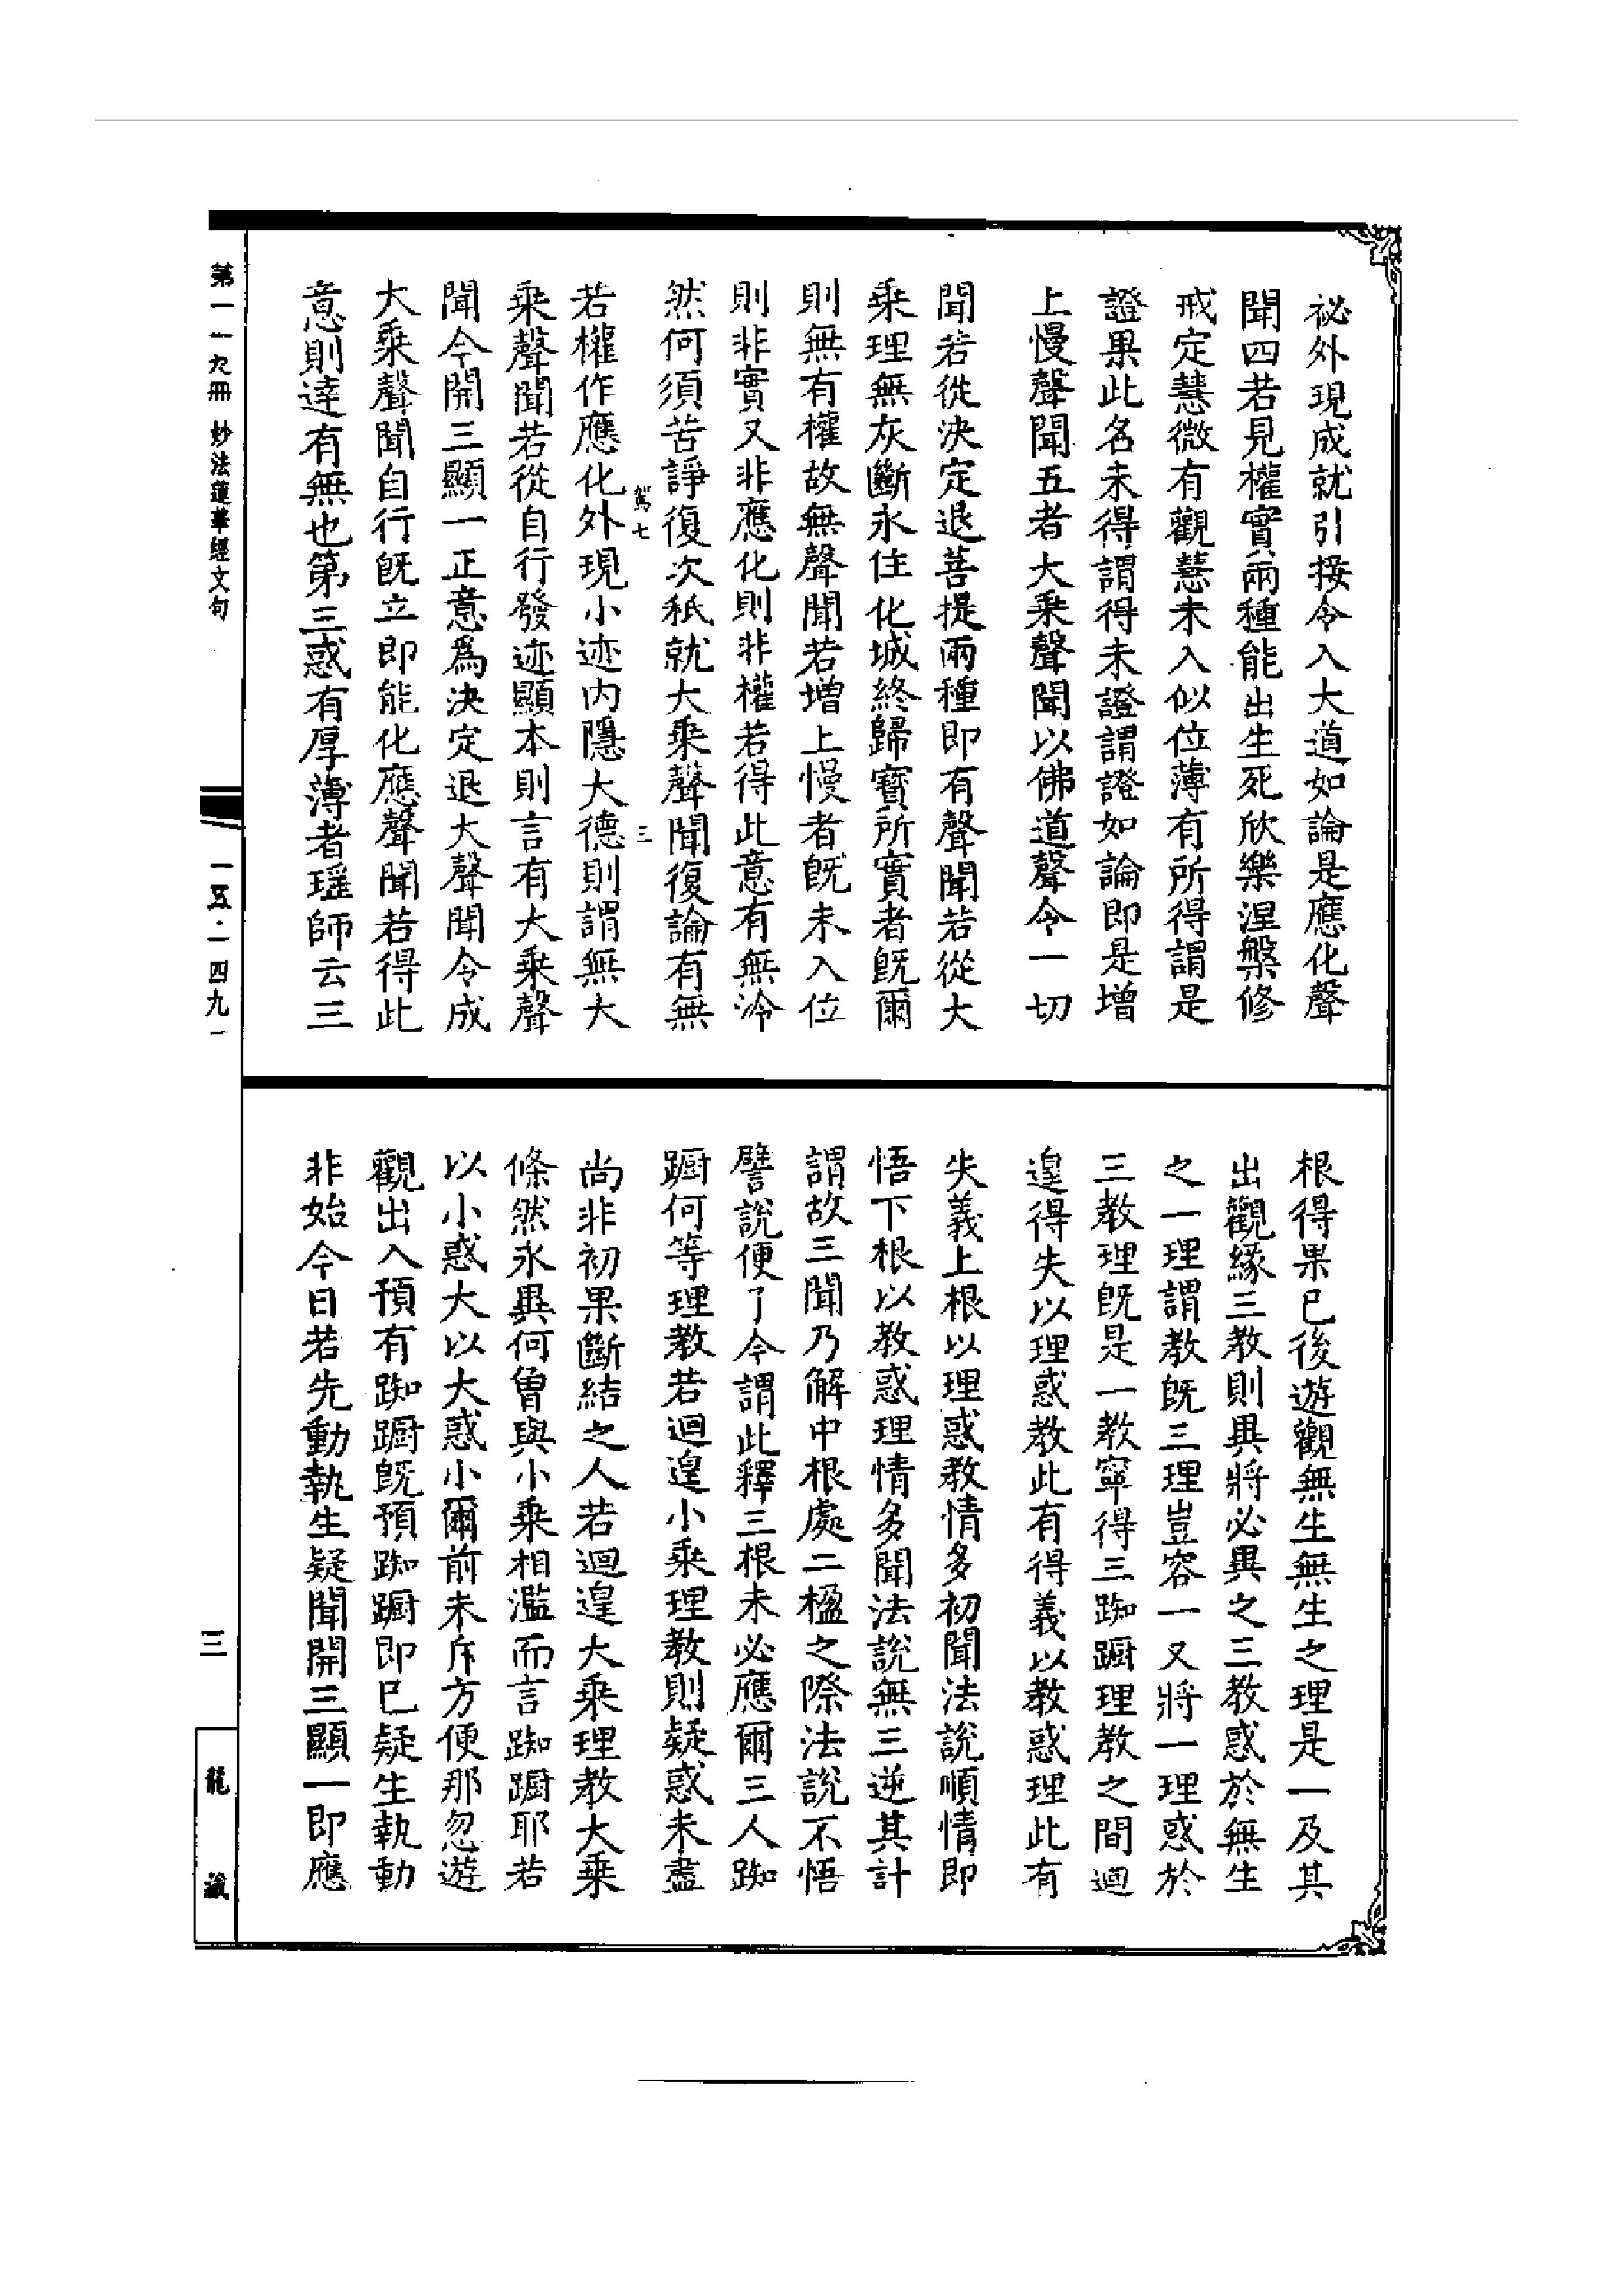 祕外現成就引接令入大道如論是應化聲
聞四若見權實兩種能出生死欣樂涅槃修
戒定慧微有觀慧未入似位薄有所得謂是
證果此名未得謂得未證謂證如論即是增
上慢聲聞五者大乘聲聞以佛道聲令一切
聞若從決定退菩提兩種即有聲聞若從大
乘理無灰斷永住化城終歸寶所實者旣爾
則無有權故無聲聞若增上慢者旣未入位
則非實又非應化則非權若得此意有無泠
然何須苦諍復次秖就大乘聲聞復論有無
駕七 三
若權作應化外現小迹內隱大德則謂無大
乘聲聞若從自行發迹顯本則言有大乘聲
聞今開三顯一正意爲決定退大聲聞令成
大乘聲聞自行旣立即能化應聲聞若得此
意則達有無也第三惑有厚薄者瑶師云三
根得果已後遊觀無生無生之理是一及其
出觀緣三教則異將必異之三教惑於無生
之一理謂教旣三理豈容一又將一理惑於
三教理旣是一教寧得三踟蹰理教之間迴
遑得失以理惑教此有得義以教惑理此有
失義上根以理惑教情多初聞法說順情即
悟下根以教惑理情多聞法說無三逆其計
謂故三聞乃解中根處二楹之際法說不悟
譬說便了今謂此釋三根未必應爾三人踟
蹰何等理教若迴遑小乘理教則疑惑未盡
尚非初果斷結之人若迴遑大乘理教大乘
條然永異何曾與小乘相濫而言踟蹰耶若
以小惑大以大惑小爾前未斥方便那忽遊
觀出入預有踟蹰旣預踟蹰即已疑生執動
非始今日若先動執生疑聞開三顯一即應
第一一九冊 妙法蓮華經文句
一五·一四九一
三
龍藏